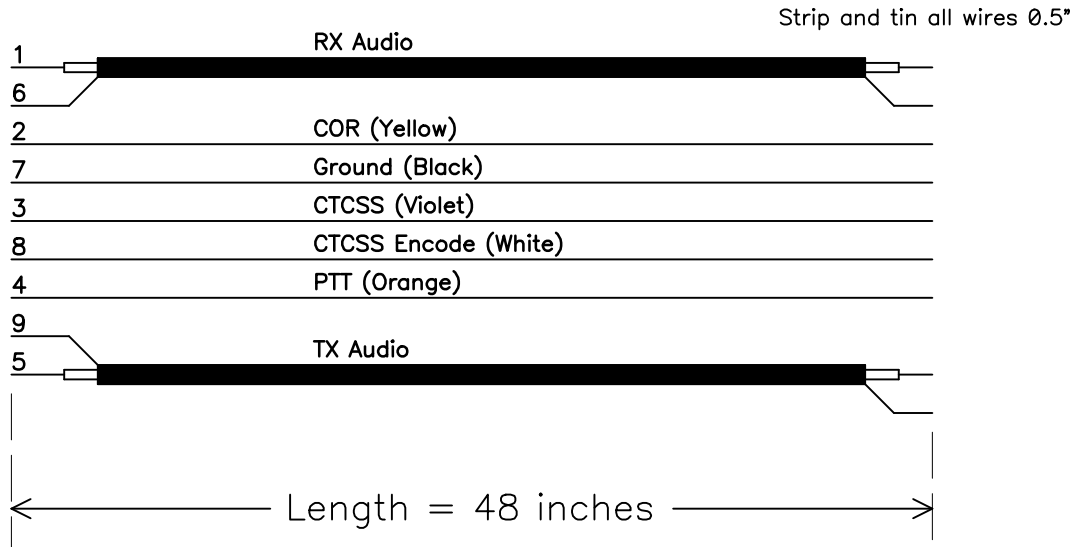 Strip and tin all wires 0.5"
1 RX Audio
6
2 COR (Yellow)
7 Ground (Black)
3 CTCSS (Violet)
8 CTCSS Encode (White)
4 PTT (Orange)
9
TX Audio
5
Length = 48 inches